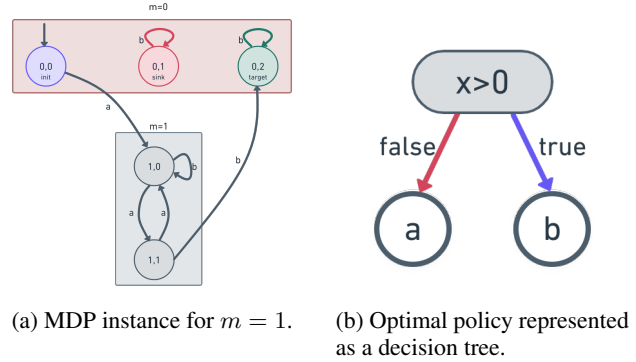 m=0
0,0
init
b
0,1
sink
b
0,2
target
a
m=1
1,0
b
a
a
b
1,1
x>0
false
true
a
b
(a) MDP instance for m = 1.
(b) Optimal policy represented
as a decision tree.